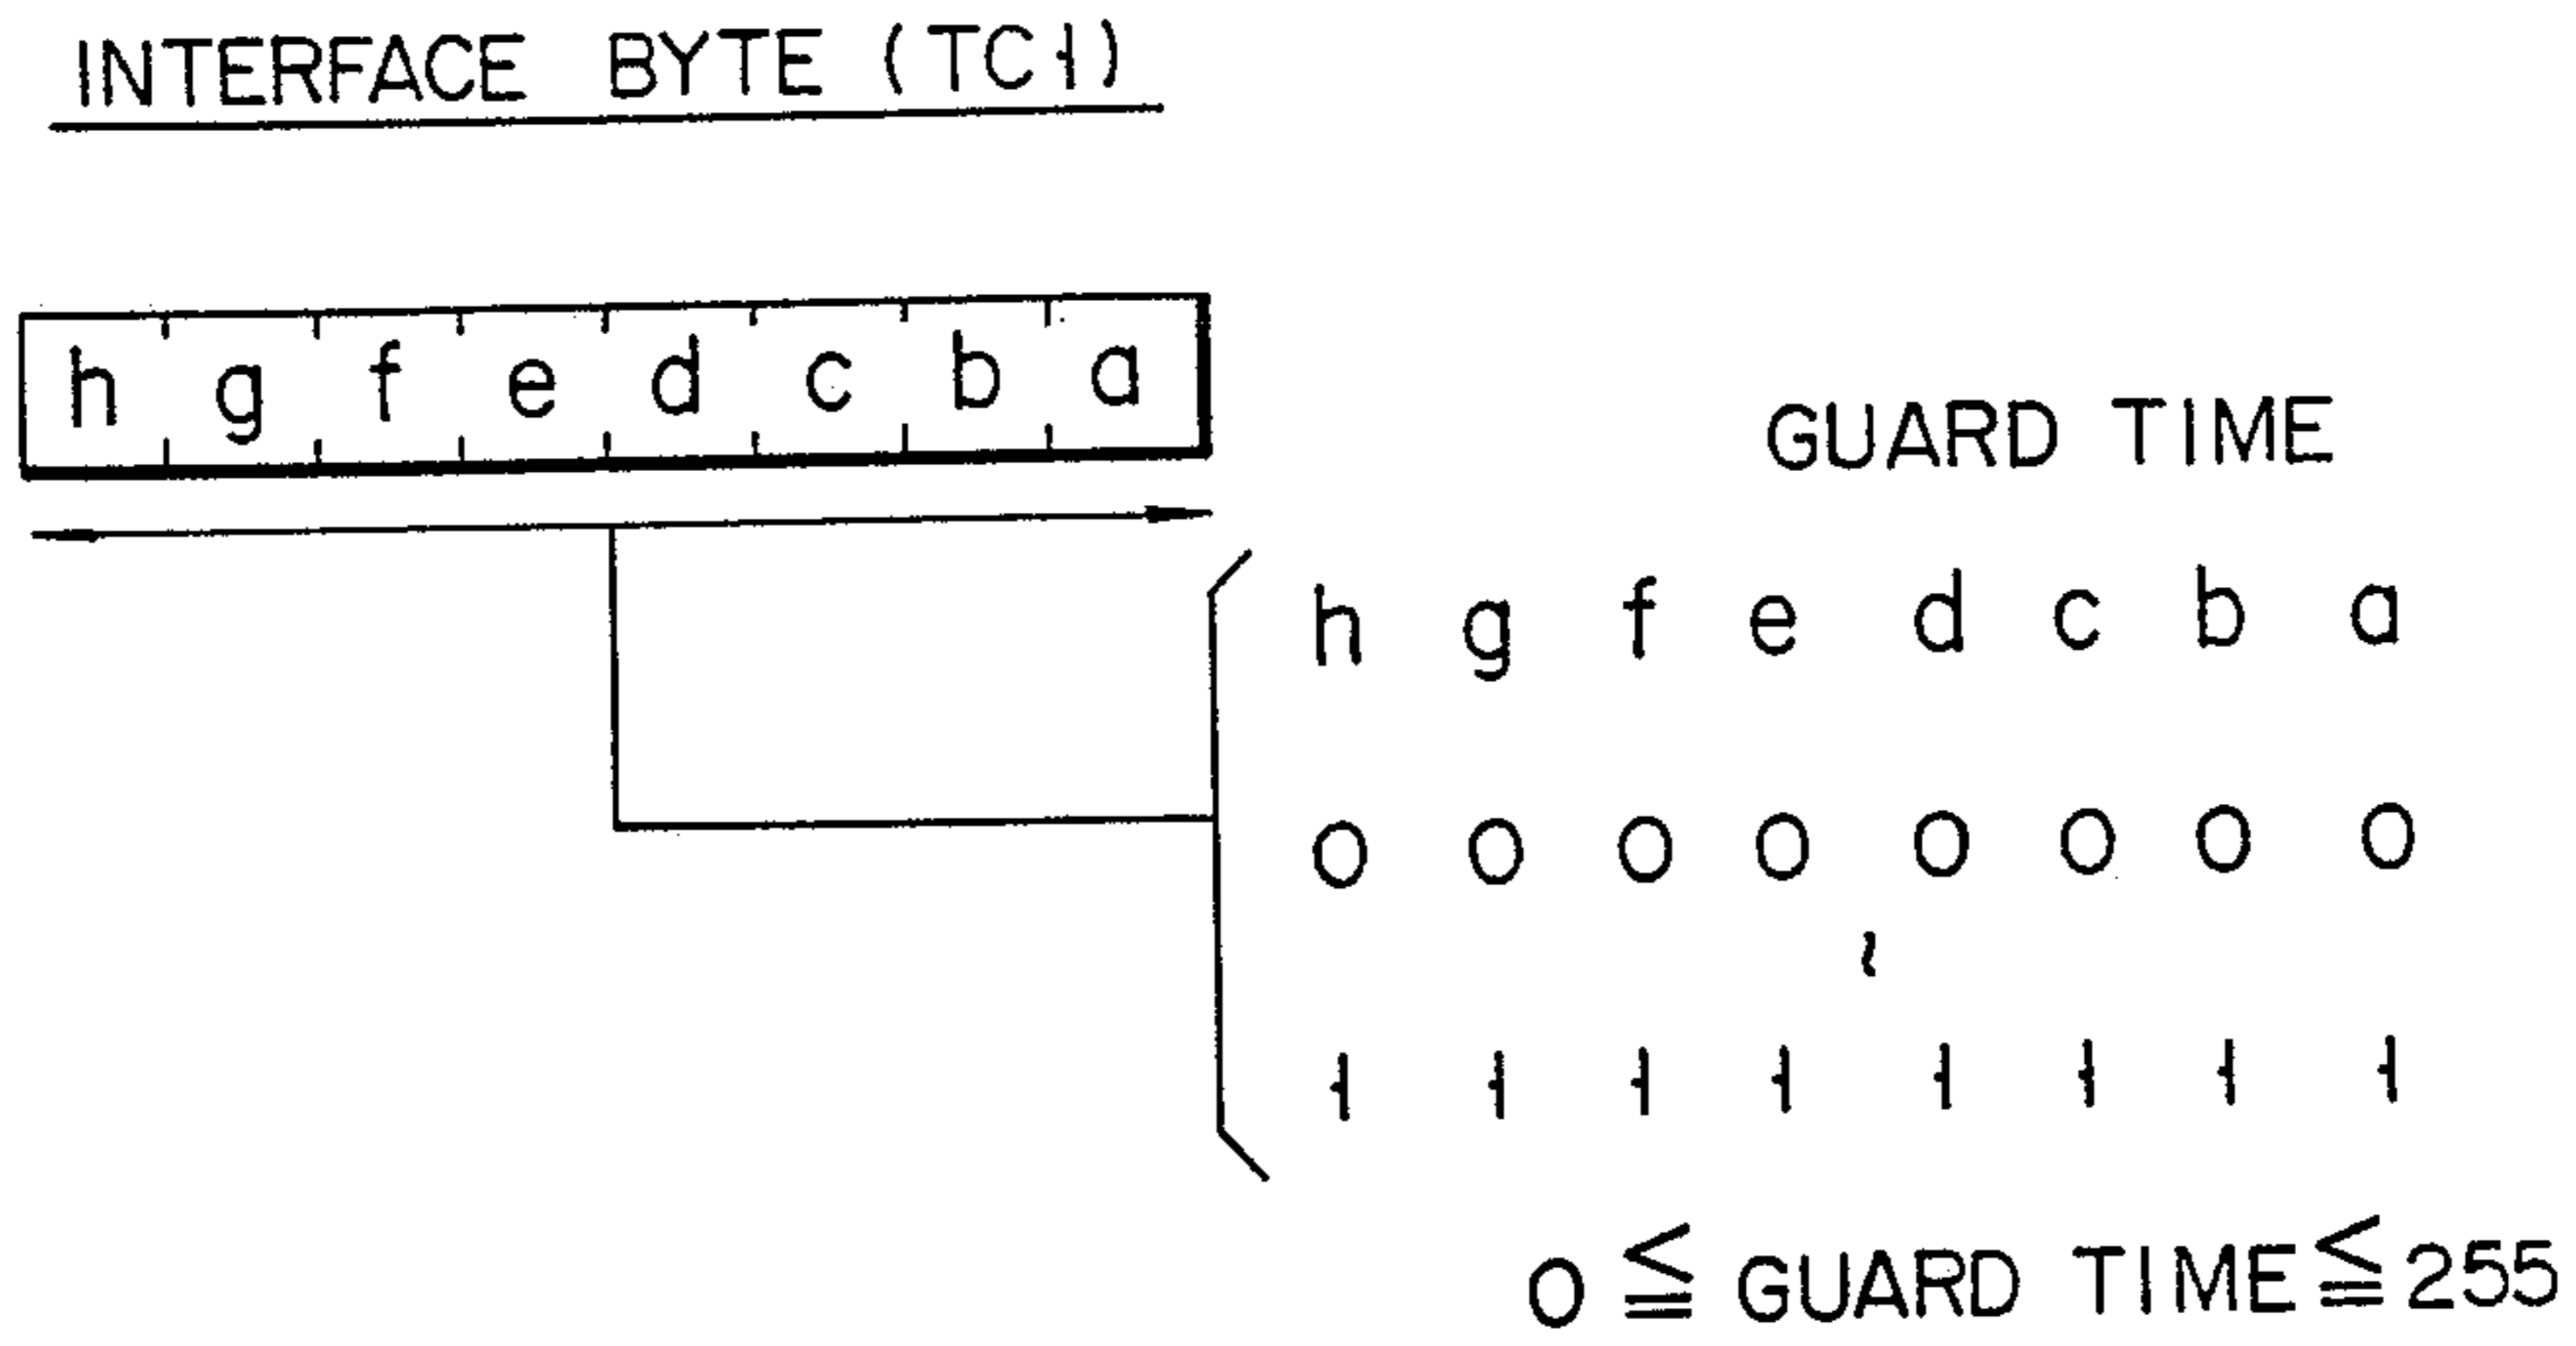 INTERFACE BYTE (TC1)
h g f e d c b a
GUARD TIME
h g f e d c b a
0 0 0 0 0 0 0 0
~
1 1 1 1 1 1 1 1
0 ≦ GUARD TIME ≦ 255